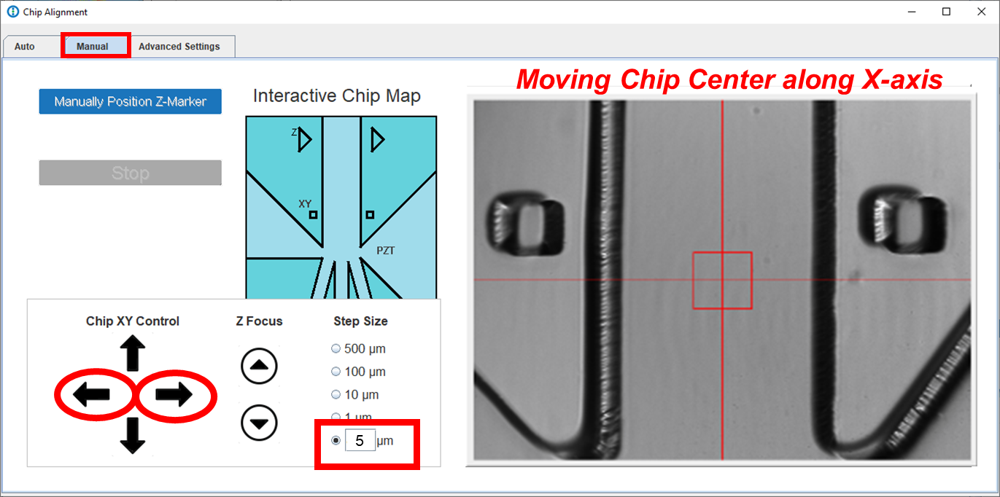 Chip Alignment
Auto
Manual
Advanced Settings
Moving Chip Center along X-axis
Manually Position Z-Marker
Interactive Chip Map
Z
Stop
XY
PZT
Chip XY Control
Z Focus
Step Size
500 µm
100 µm
10 µm
1 µm
5 µm